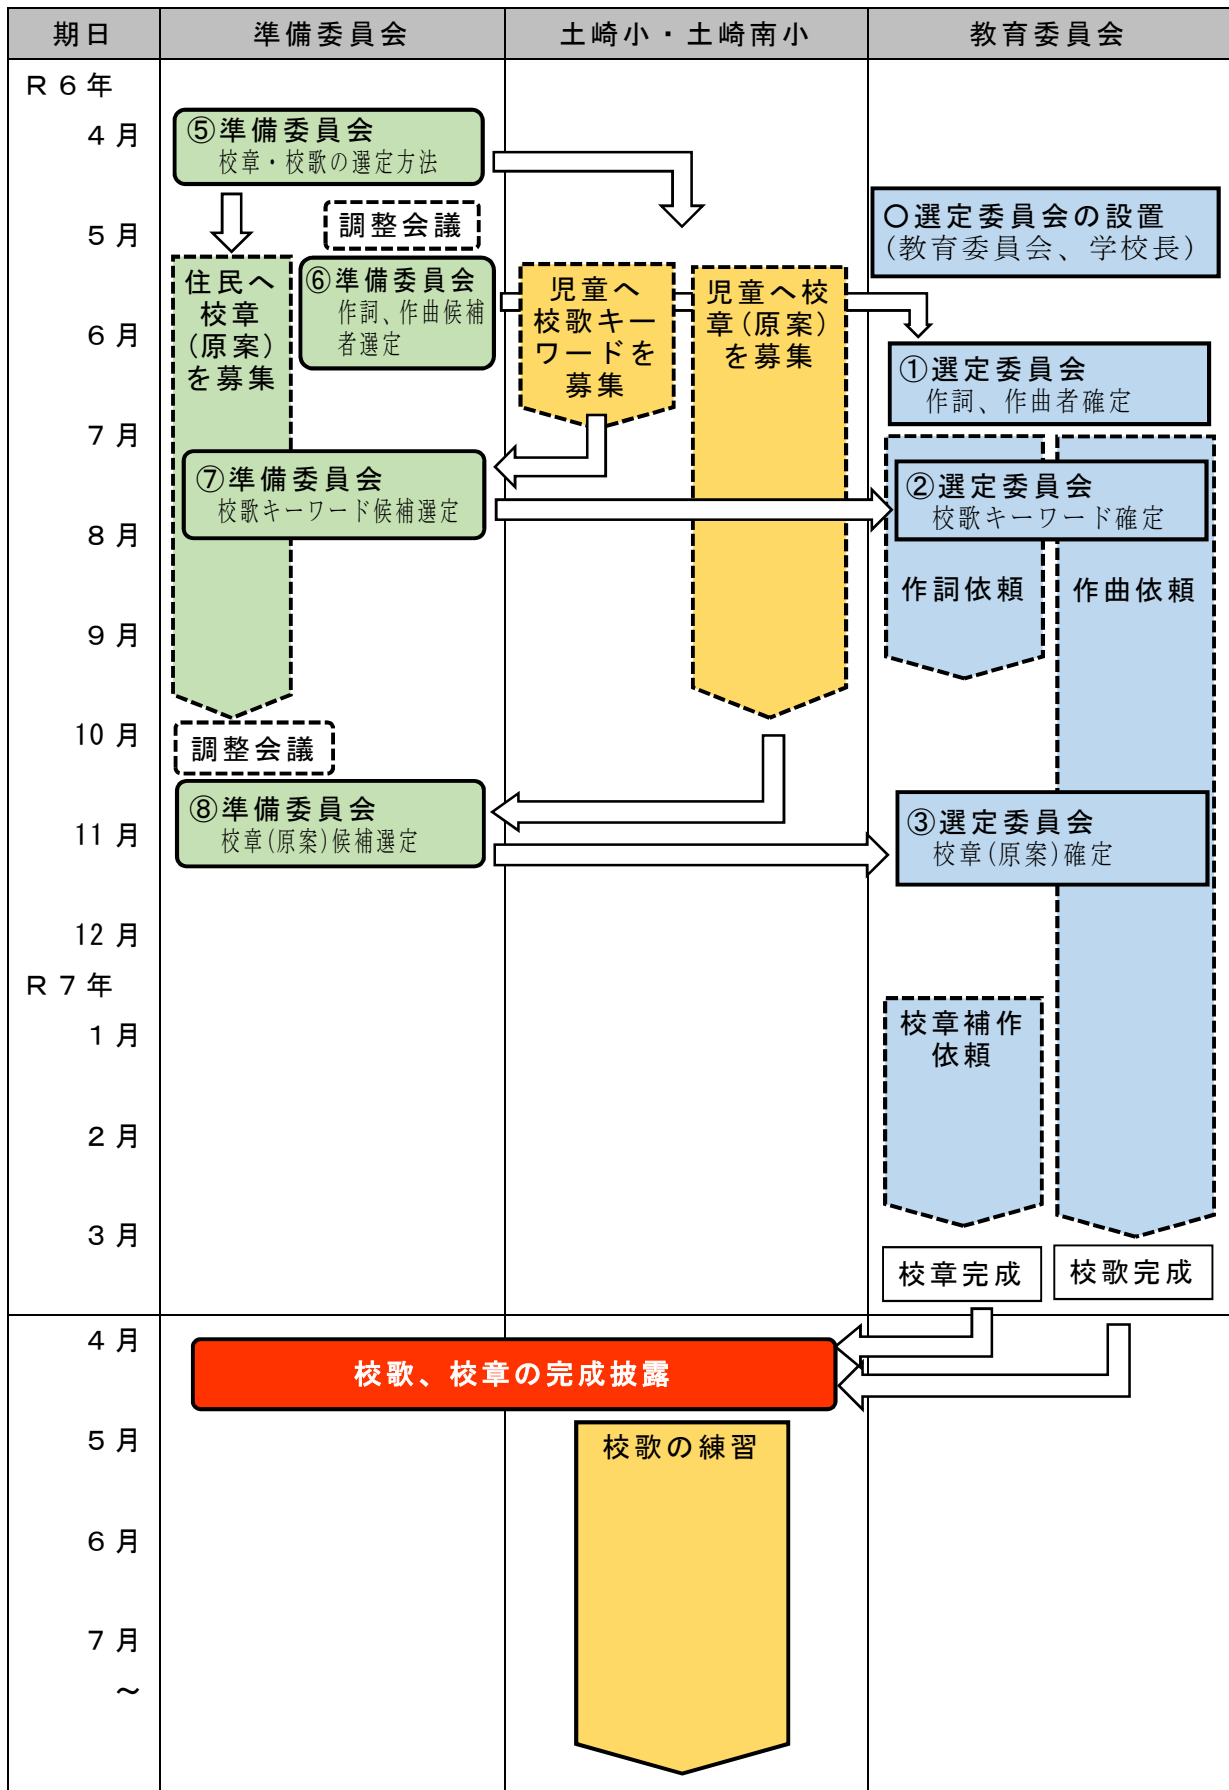 期日
準備委員会
土崎小・土崎南小
教育委員会
Ｒ６年
４月
⑤準備委員会
校章・校歌の選定方法
〇選定委員会の設置
(教育委員会、学校長)
５月
調整会議
住民へ
校章
(原案)
を募集
⑥準備委員会
作詞、作曲候補
者選定
児童へ
校歌キー
ワードを
募集
児童へ校
章(原案)
を募集
６月
①選定委員会
作詞、作曲者確定
７月
⑦準備委員会
校歌キーワード候補選定
②選定委員会
校歌キーワード確定
８月
作詞依頼
作曲依頼
９月
10月
調整会議
⑧準備委員会
校章(原案)候補選定
③選定委員会
校章(原案)確定
11月
12月
Ｒ７年
１月
校章補作
依頼
２月
３月
校章完成
校歌完成
４月
校歌、校章の完成披露
５月
校歌の練習
６月
７月
～